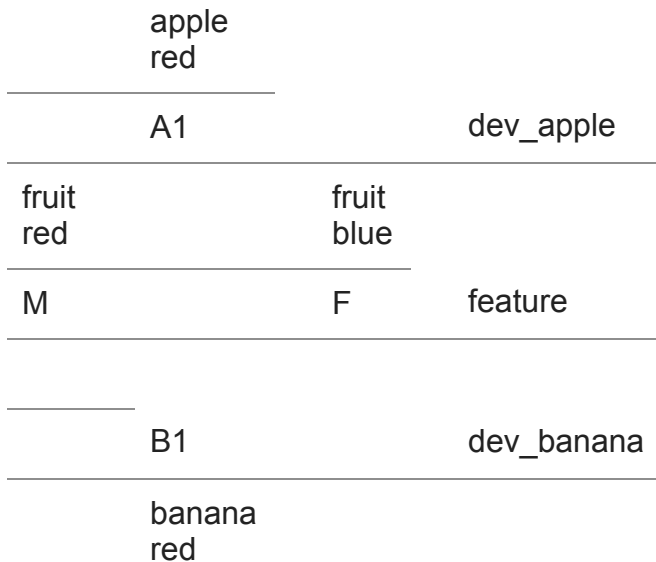 apple
red
A1 dev_apple
fruit fruit
red blue
M F feature
B1 dev_banana
banana
red